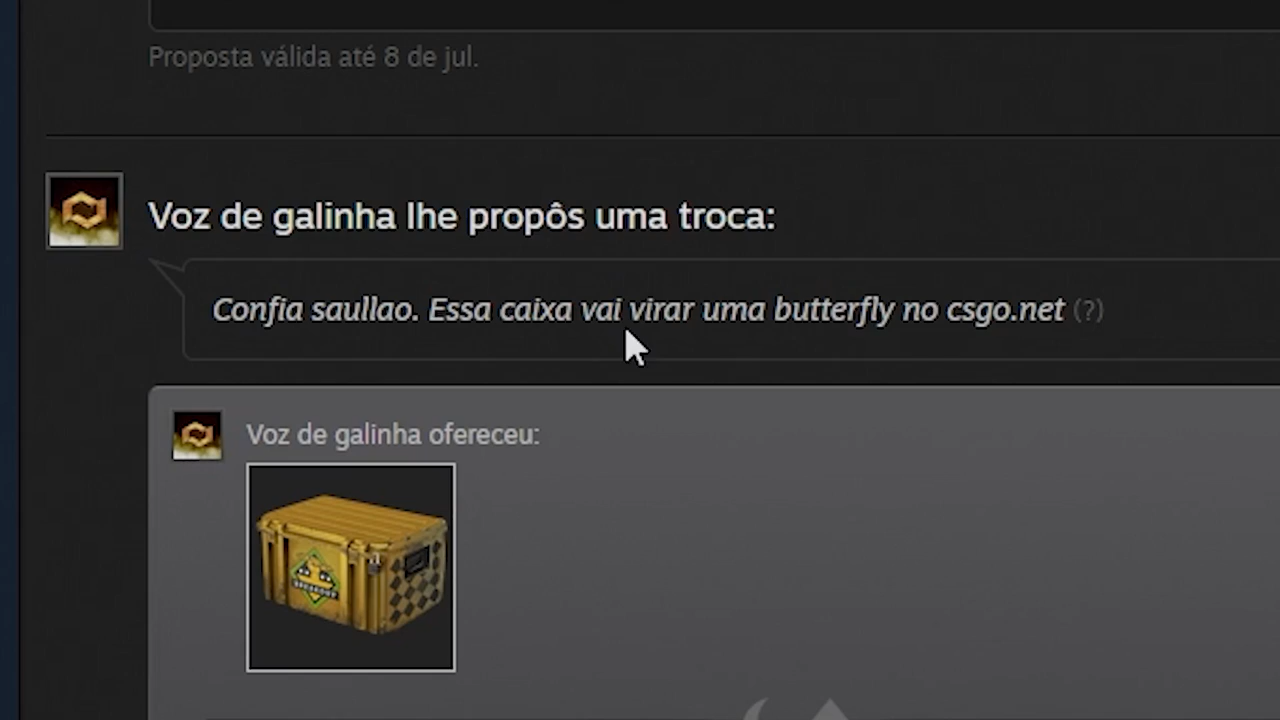 Proposta válida até 8 de jul.
Voz de galinha lhe propôs uma troca:
Confia saullao. Essa caixa vai virar uma butterfly no csgo.net (?)
Voz de galinha ofereceu: